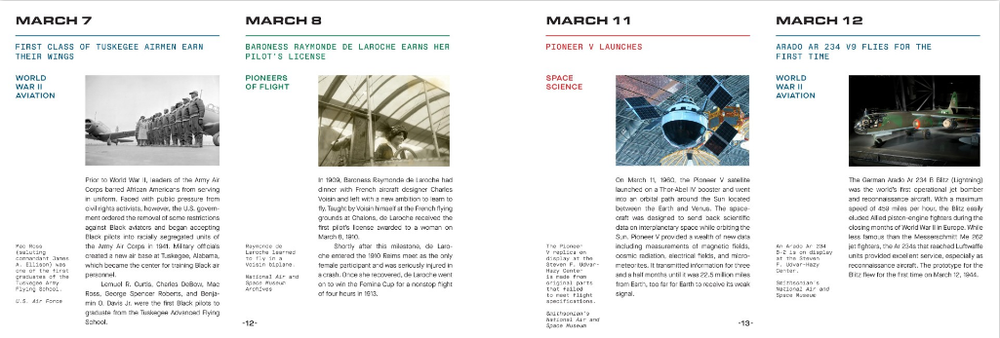 MARCH 7
FIRST CLASS OF TUSKEGEE AIRMEN EARN
THEIR WINGS
WORLD
WAR II
AVIATION
Prior to World War II, leaders of the Army Air
Corps barred African Americans from serving
in uniform. Faced with public pressure from
civil rights activists, however, the U.S. govern-
ment ordered the removal of some restrictions
against Black aviators and began accepting
Black pilots into racially segregated units of
the Army Air Corps in 1941. Military officials
created a new air base at Tuskegee, Alabama,
which became the center for training Black air
personnel.
Lemuel R. Curtis, Charles DeBow, Mac
Ross, George Spencer Roberts, and Benja-
min O. Davis Jr. were the first Black pilots to
graduate from the Tuskegee Advanced Flying
School.
Mac Ross
(saluting
commandant James
A. Ellison) was
one of the first
graduates of the
Tuskegee Army
Flying School.
U.S. Air Force
MARCH 8
BARONESS RAYMONDE DE LAROCHE EARNS HER
PILOT'S LICENSE
PIONEERS
OF FLIGHT
In 1909, Baroness Raymonde de Laroche had
dinner with French aircraft designer Charles
Voisin and left with a new ambition to learn to
fly. Taught by Voisin himself at the French flying
grounds at Chalons, de Laroche received the
first pilot's license awarded to a woman on
March 8, 1910.
Shortly after this milestone, de Laro-
che entered the 1910 Reims meet as the only
female participant and was seriously injured in
a crash. Once she recovered, de Laroche went
on to win the Femina Cup for a nonstop flight
of four hours in 1913.
Raymonde de
Laroche learned
to fly in a
Voisin biplane.
National Air and
Space Museum
Archives
-12-
MARCH 11
PIONEER V LAUNCHES
SPACE
SCIENCE
On March 11, 1960, the Pioneer V satellite
launched on a Thor-Abel IV booster and went
into an orbital path around the Sun located
between the Earth and Venus. The space-
craft was designed to send back scientific
data on interplanetary space while orbiting the
Sun. Pioneer V provided a wealth of new data
including measurements of magnetic fields,
cosmic radiation, electrical fields, and micro-
meteorites. It transmitted information for three
and a half months until it was 22.5 million miles
from Earth, too far for Earth to receive its weak
signal.
The Pioneer
V replica on
display at the
Steven F. Udvar-
Hazy Center
is made from
original parts
that failed
to meet flight
specifications.
Smithsonian's
National Air and
Space Museum
MARCH 12
ARADO AR 234 V9 FLIES FOR THE
FIRST TIME
WORLD
WAR II
AVIATION
The German Arado Ar 234 B Blitz (Lightning)
was the world's first operational jet bomber
and reconnaissance aircraft. With a maximum
speed of 459 miles per hour, the Blitz easily
eluded Allied piston-engine fighters during the
closing months of World War II in Europe. While
less famous than the Messerschmitt Me 262
jet fighters, the Ar 234s that reached Luftwaffe
units provided excellent service, especially as
reconnaissance aircraft. The prototype for the
Blitz flew for the first time on March 12, 1944.
An Arado Ar 234
B-2 is on display
at the Steven
F. Udvar-Hazy
Center.
Smithsonian's
National Air and
Space Museum
-13-